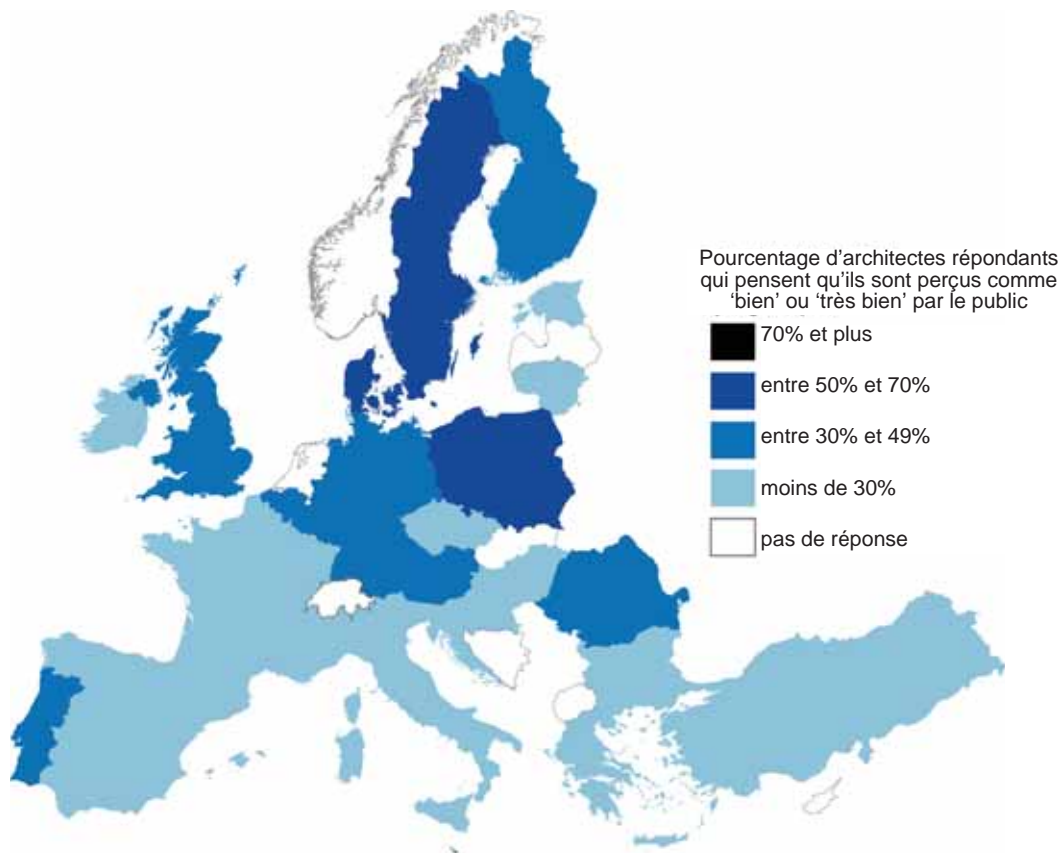 Pourcentage d’architectes répondants
qui pensent qu’ils sont perçus comme
‘bien’ ou ‘très bien’ par le public
70% et plus
entre 50% et 70%
entre 30% et 49%
moins de 30%
pas de réponse